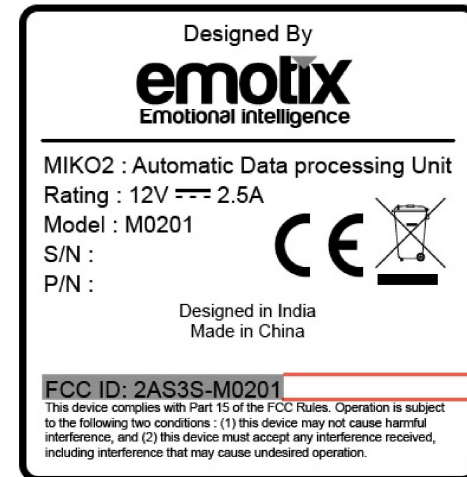 Designed By
emotix
Emotional intelligence
MIKO2 : Automatic Data processing Unit
Rating : 12V 2.5A
Model : M0201
S/N :
P/N :
CE
Designed in India
Made in China
FCC ID: 2AS3S-M0201
This device complies with Part 15 of the FCC Rules. Operation is subject
to the following two conditions : (1) this device may not cause harmful
interference, and (2) this device must accept any interference received,
including interference that may cause undesired operation.